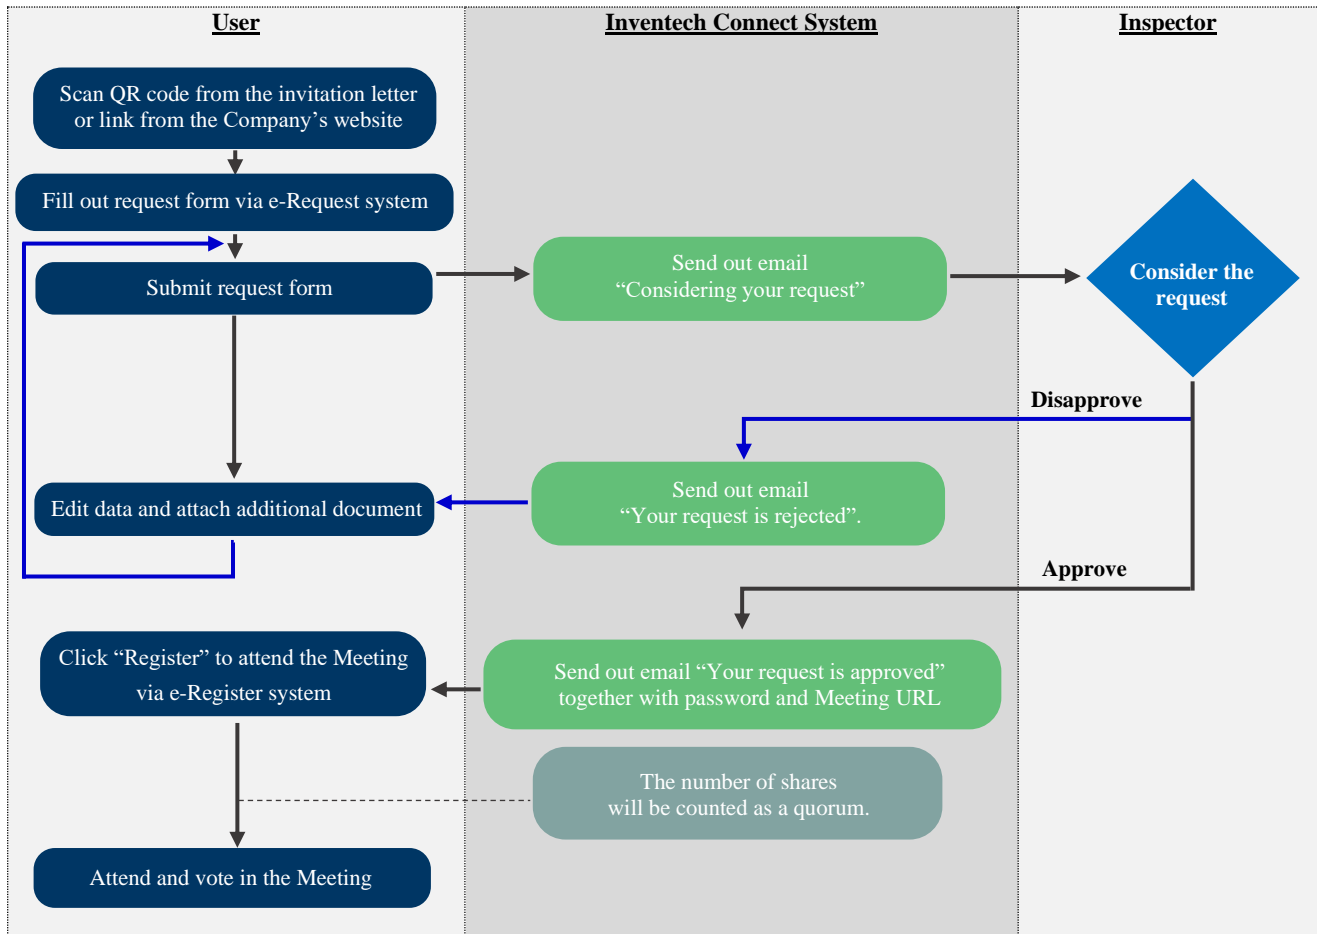 User
Inventech Connect System
Inspector
Scan QR code from the invitation letter
or link from the Company’s website
Fill out request form via e-Request system
Submit request form
Send out email
“Considering your request”
Consider the
request
Disapprove
Edit data and attach additional document
Send out email
“Your request is rejected”.
Approve
Click “Register” to attend the Meeting
via e-Register system
Send out email “Your request is approved”
together with password and Meeting URL
The number of shares
will be counted as a quorum.
Attend and vote in the Meeting